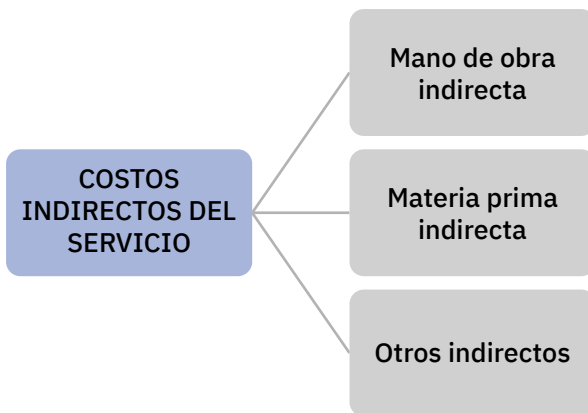 COSTOS
INDIRECTOS DEL
SERVICIO
Mano de obra
indirecta
Materia prima
indirecta
Otros indirectos